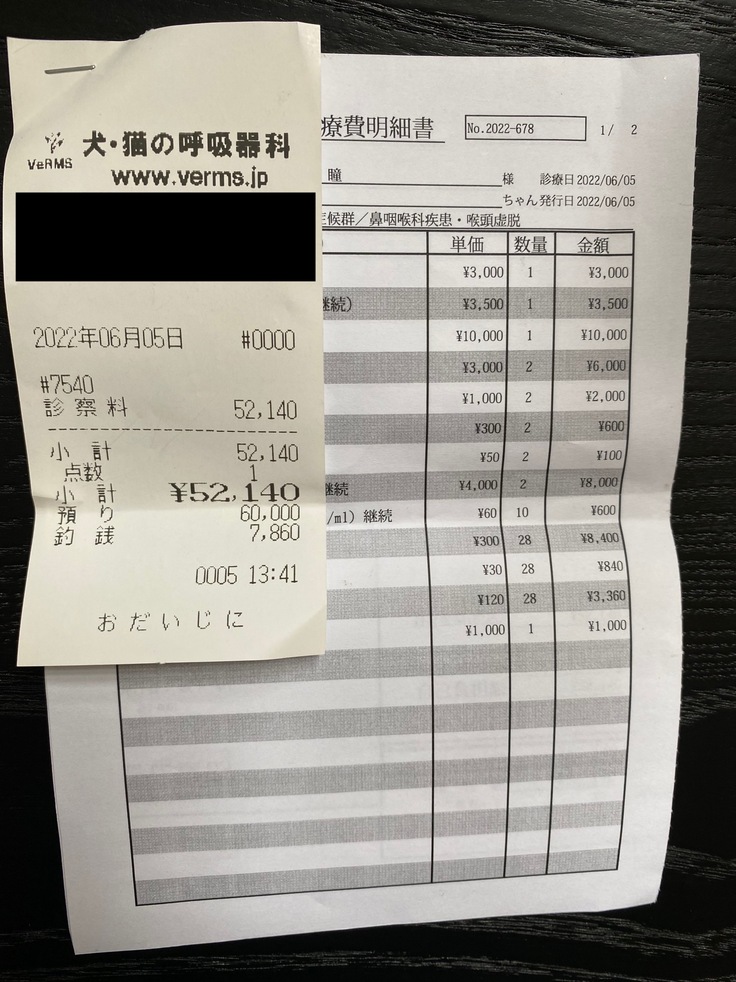 VeRMS 犬・猫の呼吸器科
www.verms.jp
2022年06月05日 #0000
#7540
診察料 52,140
小計 52,140
点数 1
小計 ¥52,140
預り 60,000
釣銭 7,860
0005 13:41
おだいじに
療費明細書 No.2022-678 1/ 2
瞳 様 診療日 2022/06/05
ちゃん 発行日 2022/06/05
候群/鼻咽喉科疾患・喉頭虚脱
単価 数量 金額
¥3,000 1 ¥3,000
継続) ¥3,500 1 ¥3,500
¥10,000 1 ¥10,000
¥3,000 2 ¥6,000
¥1,000 2 ¥2,000
¥300 2 ¥600
¥50 2 ¥100
継続 ¥4,000 2 ¥8,000
/ml) 継続 ¥60 10 ¥600
¥300 28 ¥8,400
¥30 28 ¥840
¥120 28 ¥3,360
¥1,000 1 ¥1,000